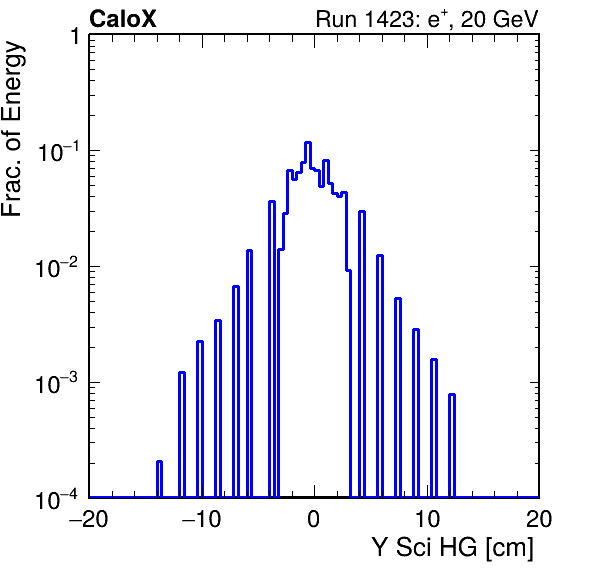 CaloX Run 1423: e⁺, 20 GeV
Frac. of Energy
1
10⁻¹
10⁻²
10⁻³
10⁻⁴
−20 −10 0 10 20
Y Sci HG [cm]